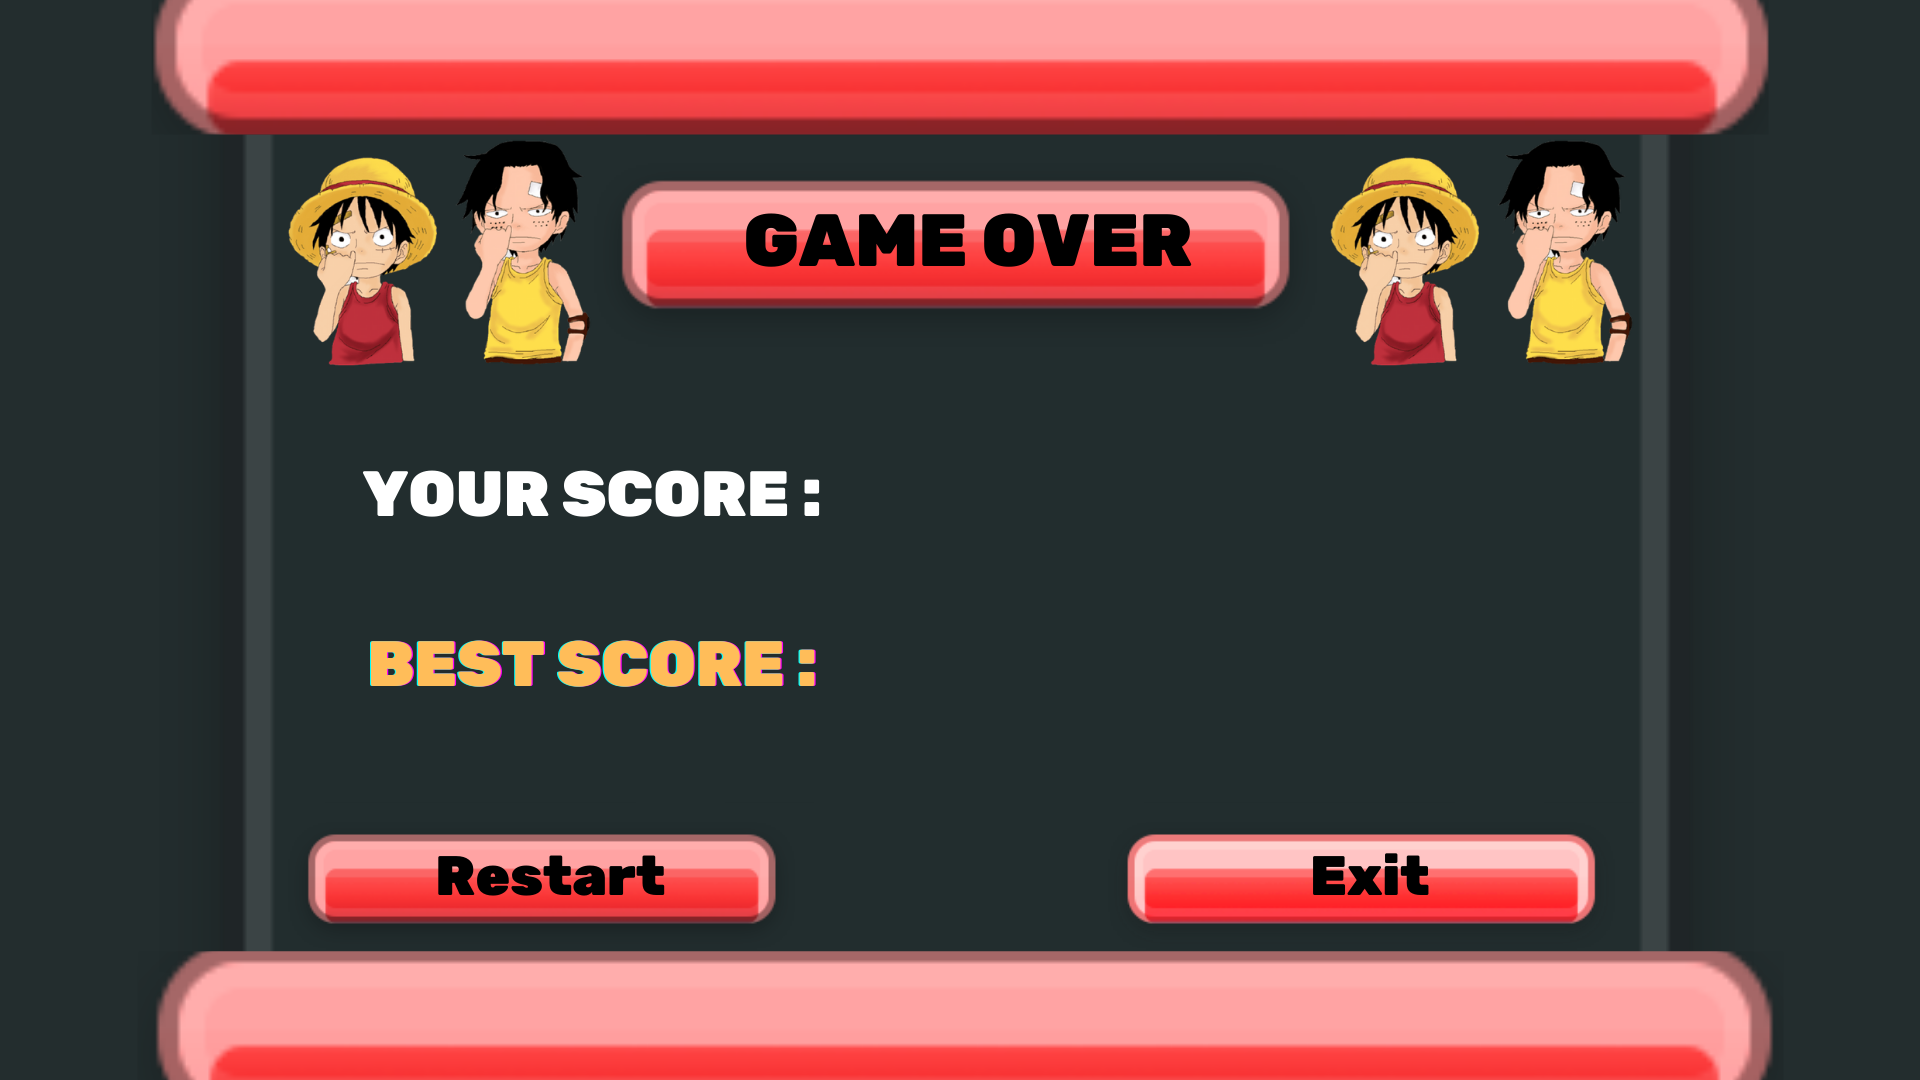 GAME OVER
YOUR SCORE :
BEST SCORE :
Restart
Exit